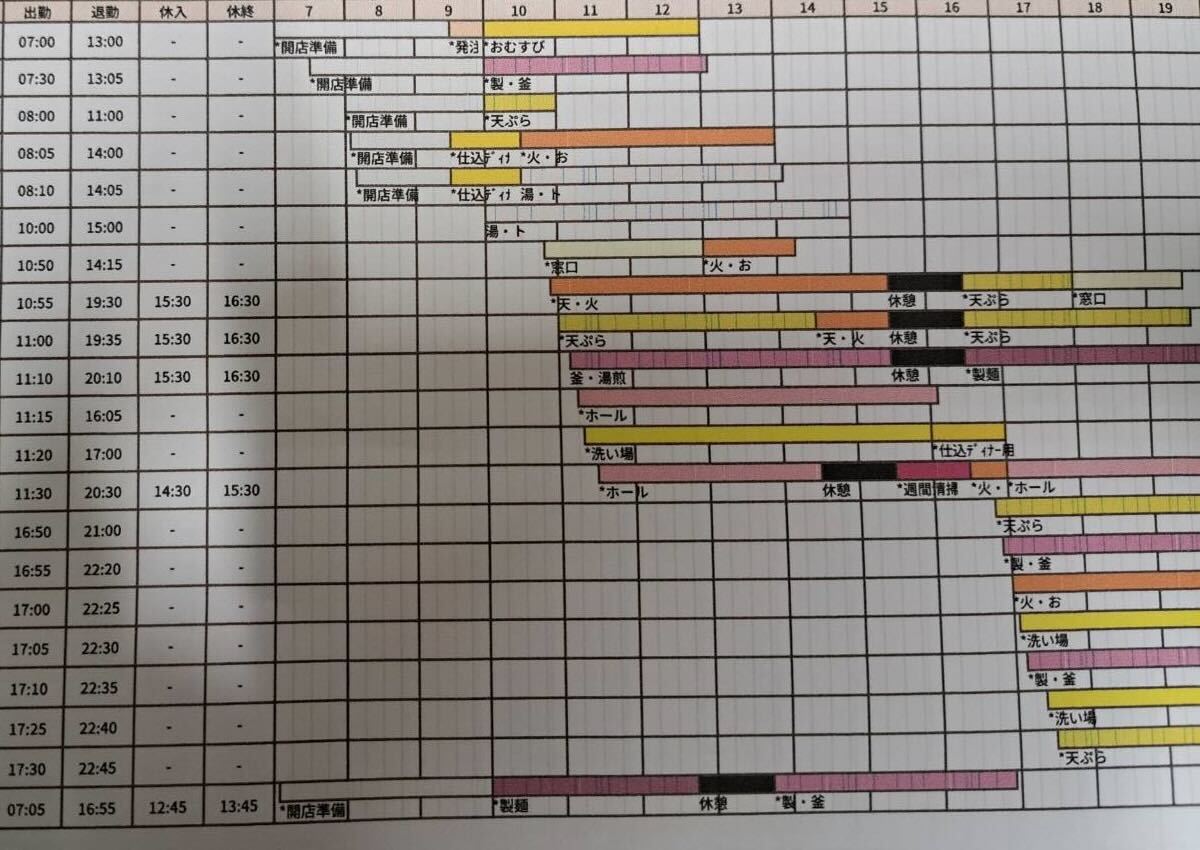 出勤 退勤 休入 休終 7 8 9 10 11 12 13 14 15 16 17 18 19
07:00 13:00 - -
*開店準備 *発注 *おむすび
07:30 13:05 - -
*開店準備 *製・釜
08:00 11:00 - -
*開店準備 *天ぷら
08:05 14:00 - -
*開店準備 *仕込ﾃﾞｨﾅ *火・お
08:10 14:05 - -
*開店準備 *仕込ﾃﾞｨﾅ 湯・ト
10:00 15:00 - -
湯・ト
10:50 14:15 - -
*窓口 *火・お
10:55 19:30 15:30 16:30
*天・火 休憩 *天ぷら *窓口
11:00 19:35 15:30 16:30
*天ぷら *天・火 休憩 *天ぷら
11:10 20:10 15:30 16:30
釜・湯煎 休憩 *製麺
11:15 16:05 - -
*ホール
11:20 17:00 - -
*洗い場 *仕込ﾃﾞｨﾅｰ用
11:30 20:30 14:30 15:30
*ホール 休憩 *週間清掃 *火・ *ホール
16:50 21:00 - -
*天ぷら
16:55 22:20 - -
*製・釜
17:00 22:25 - -
*火・お
17:05 22:30 - -
*洗い場
17:10 22:35 - -
*製・釜
17:25 22:40 - -
*洗い場
17:30 22:45 - -
*天ぷら
07:05 16:55 12:45 13:45
*開店準備 *製麺 休憩 *製・釜